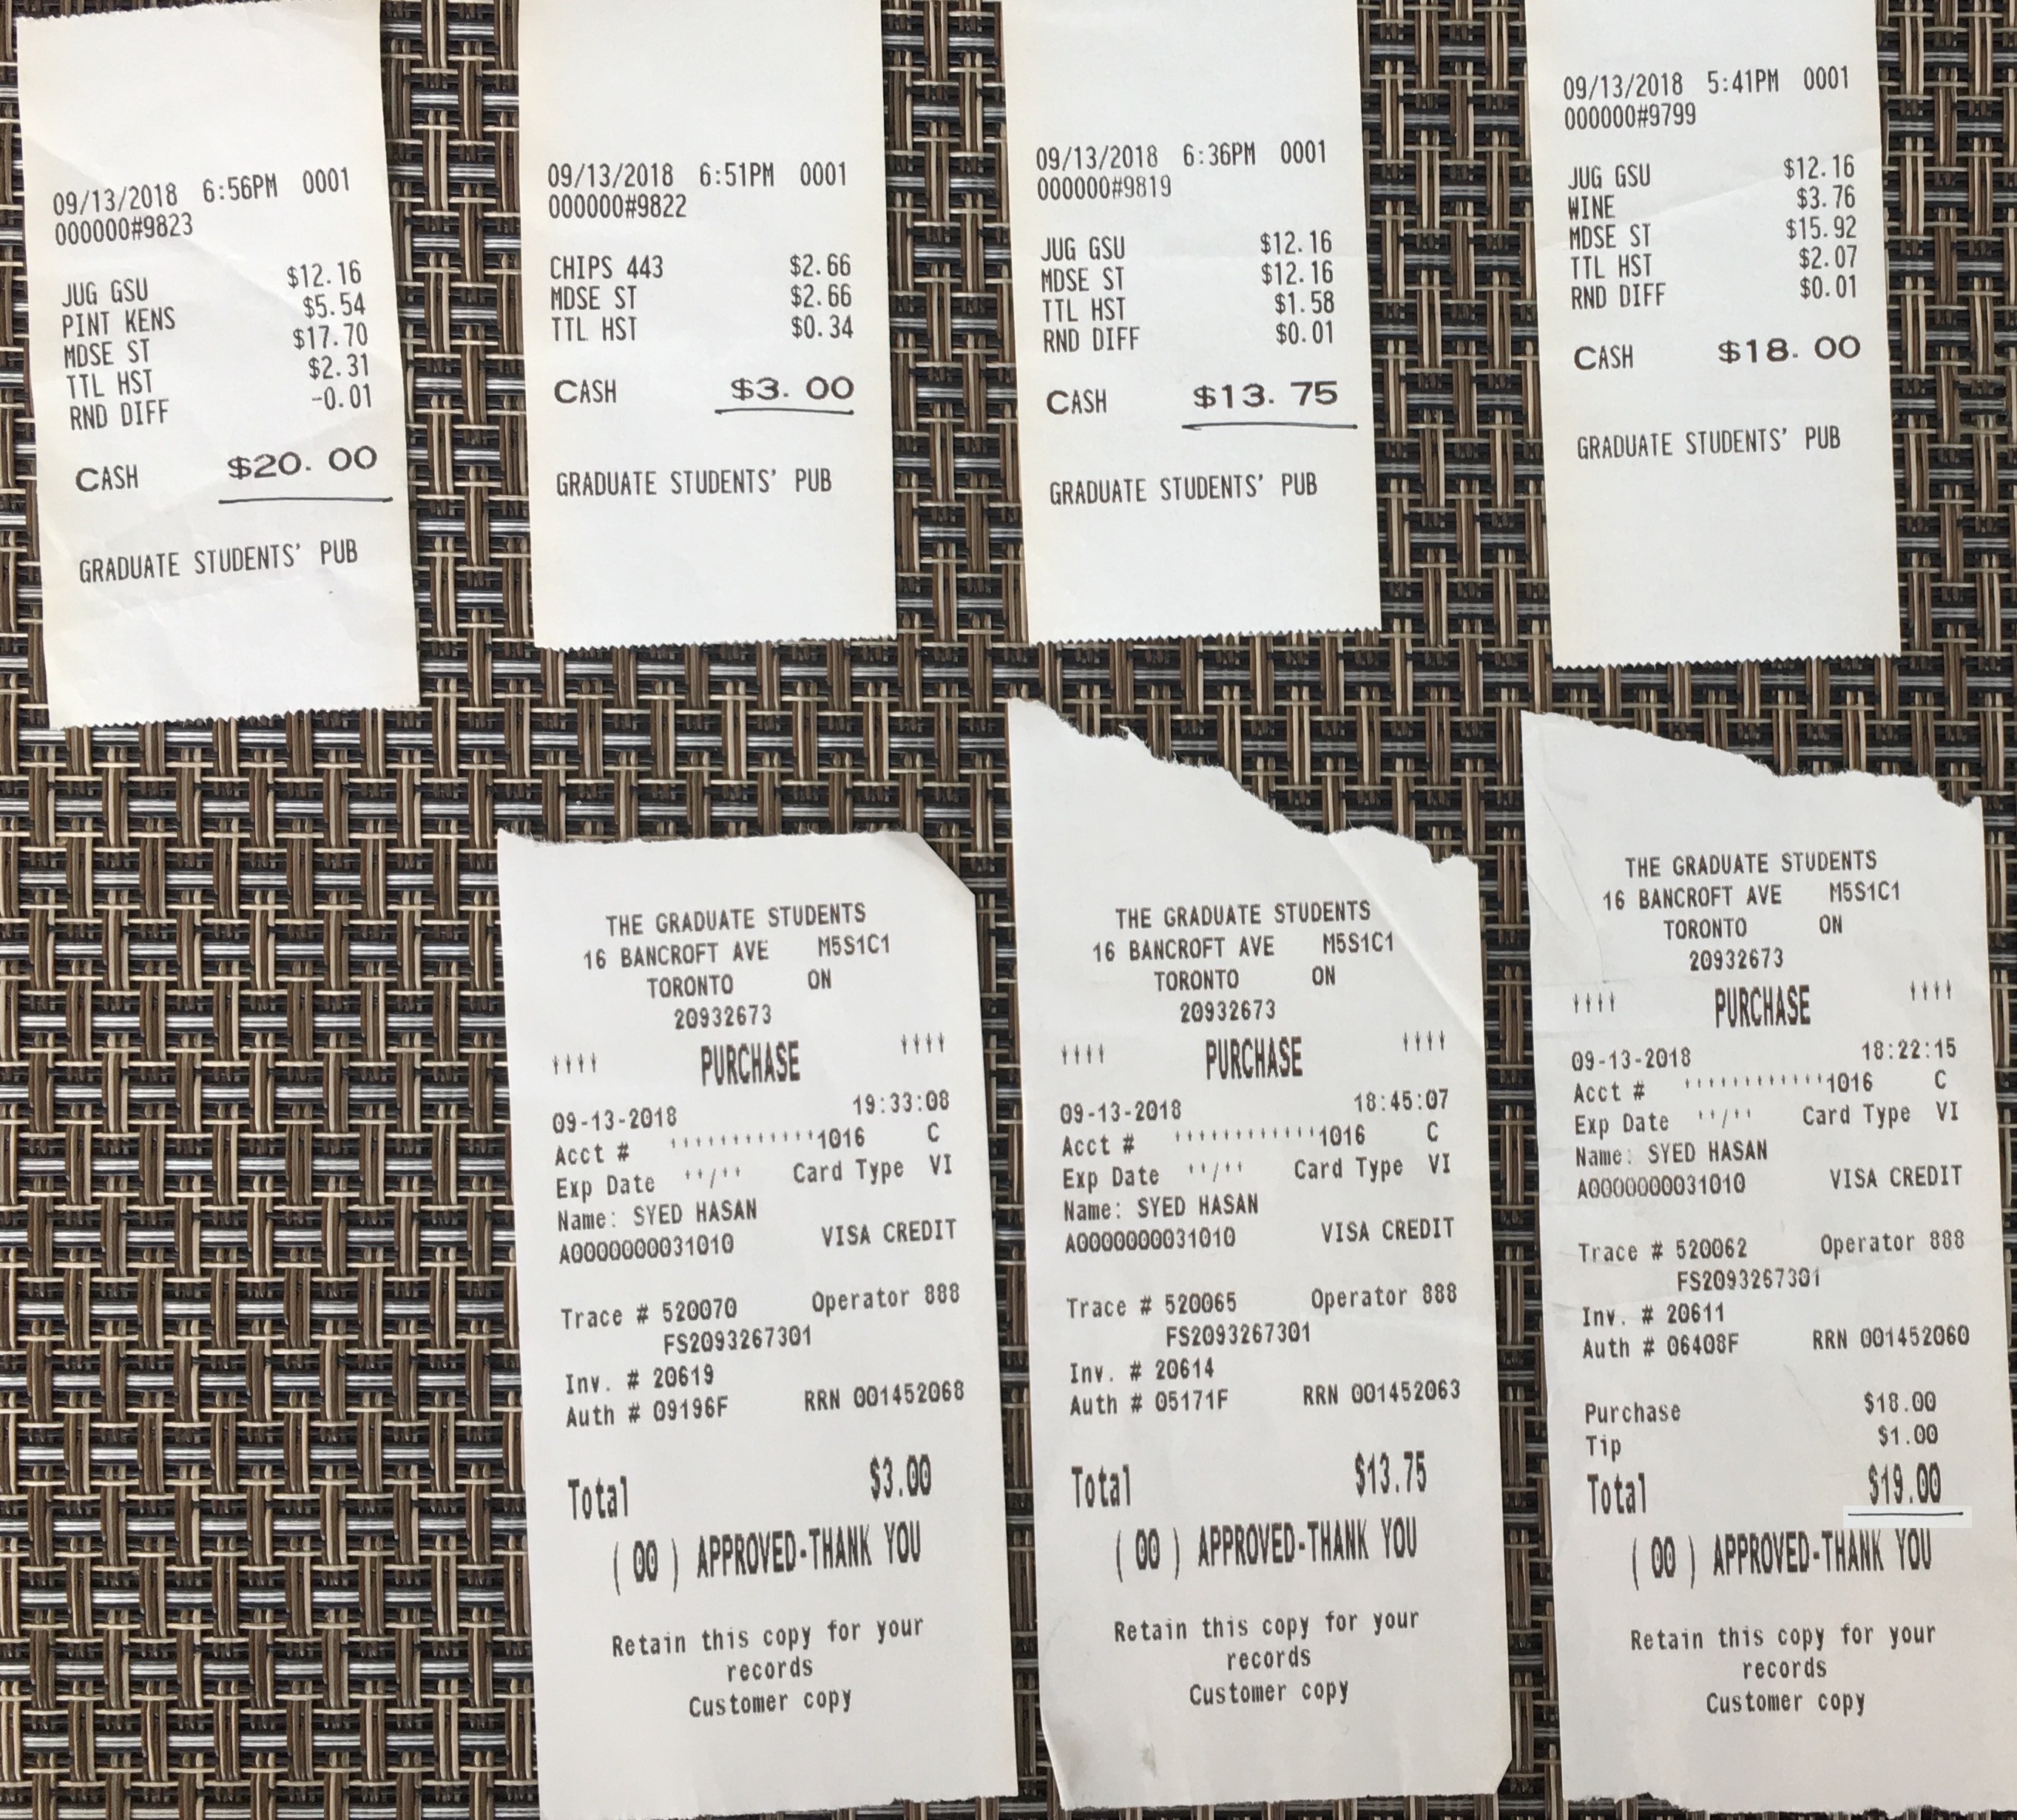 09/13/2018 6:56PM 0001
000000#9823
JUG GSU $12.16
PINT KENS $5.54
MDSE ST $17.70
TTL HST $2.31
RND DIFF -0.01
CASH $20.00
GRADUATE STUDENTS' PUB
09/13/2018 6:51PM 0001
000000#9822
CHIPS 443 $2.66
MDSE ST $2.66
TTL HST $0.34
CASH $3.00
GRADUATE STUDENTS' PUB
09/13/2018 6:36PM 0001
000000#9819
JUG GSU $12.16
MDSE ST $12.16
TTL HST $1.58
RND DIFF $0.01
CASH $13.75
GRADUATE STUDENTS' PUB
09/13/2018 5:41PM 0001
000000#9799
JUG GSU $12.16
WINE $3.76
MDSE ST $15.92
TTL HST $2.07
RND DIFF $0.01
CASH $18.00
GRADUATE STUDENTS' PUB
THE GRADUATE STUDENTS
16 BANCROFT AVE M5S1C1
TORONTO ON
20932673
**** PURCHASE ****
09-13-2018 19:33:08
Acct # ************1016 C
Exp Date **/** Card Type VI
Name: SYED HASAN
A0000000031010 VISA CREDIT
Trace # 520070 Operator 888
FS2093267301
Inv. # 20619
Auth # 09196F RRN 001452068
Total $3.00
( 00 ) APPROVED-THANK YOU
Retain this copy for your
records
Customer copy
THE GRADUATE STUDENTS
16 BANCROFT AVE M5S1C1
TORONTO ON
20932673
**** PURCHASE ****
09-13-2018 18:45:07
Acct # ************1016 C
Exp Date **/** Card Type VI
Name: SYED HASAN
A0000000031010 VISA CREDIT
Trace # 520065 Operator 888
FS2093267301
Inv. # 20614
Auth # 05171F RRN 001452063
Total $13.75
( 00 ) APPROVED-THANK YOU
Retain this copy for your
records
Customer copy
THE GRADUATE STUDENTS
16 BANCROFT AVE M5S1C1
TORONTO ON
20932673
**** PURCHASE ****
09-13-2018 18:22:15
Acct # ************1016 C
Exp Date **/** Card Type VI
Name: SYED HASAN
A0000000031010 VISA CREDIT
Trace # 520062 Operator 888
FS2093267301
Inv. # 20611
Auth # 06408F RRN 001452060
Purchase $18.00
Tip $1.00
Total $19.00
( 00 ) APPROVED-THANK YOU
Retain this copy for your
records
Customer copy